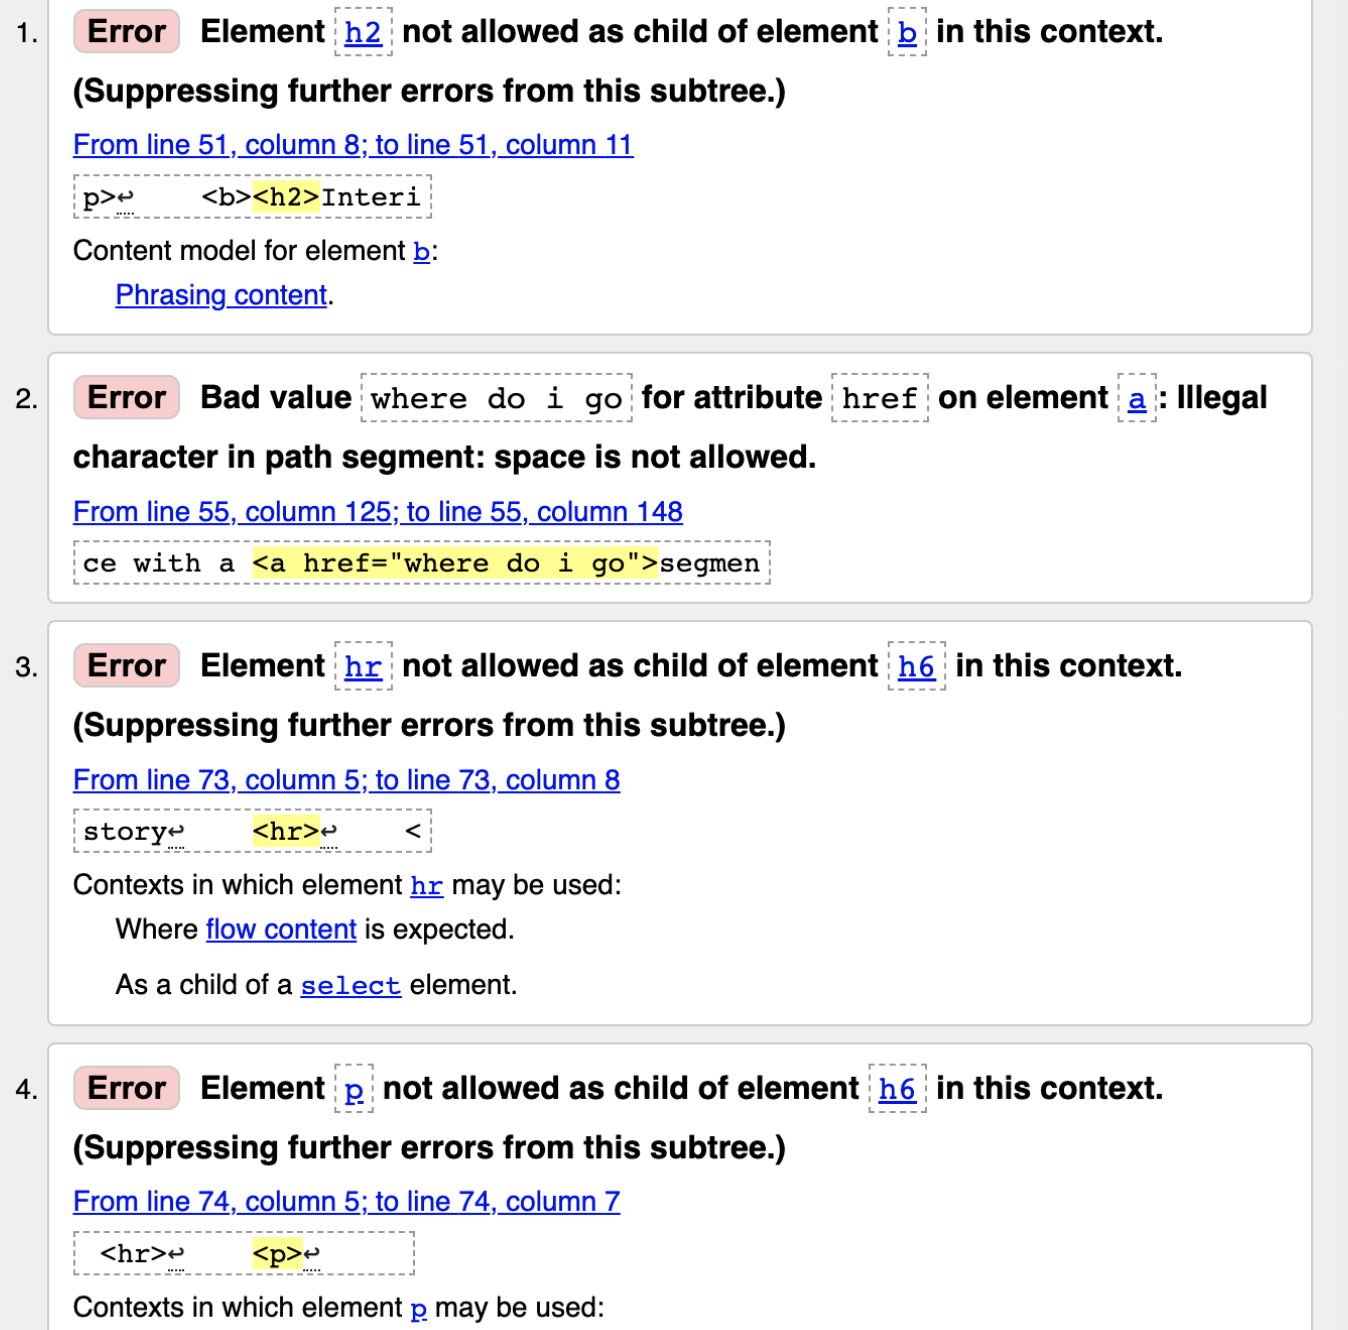 1. Error Element h2 not allowed as child of element b in this context.
(Suppressing further errors from this subtree.)
From line 51, column 8; to line 51, column 11
p>↩    <b><h2>Interi
Content model for element b:
Phrasing content.
2. Error Bad value where do i go for attribute href on element a: Illegal
character in path segment: space is not allowed.
From line 55, column 125; to line 55, column 148
ce with a <a href="where do i go">segmen
3. Error Element hr not allowed as child of element h6 in this context.
(Suppressing further errors from this subtree.)
From line 73, column 5; to line 73, column 8
story↩    <hr>↩    <
Contexts in which element hr may be used:
Where flow content is expected.
As a child of a select element.
4. Error Element p not allowed as child of element h6 in this context.
(Suppressing further errors from this subtree.)
From line 74, column 5; to line 74, column 7
<hr>↩    <p>↩
Contexts in which element p may be used: